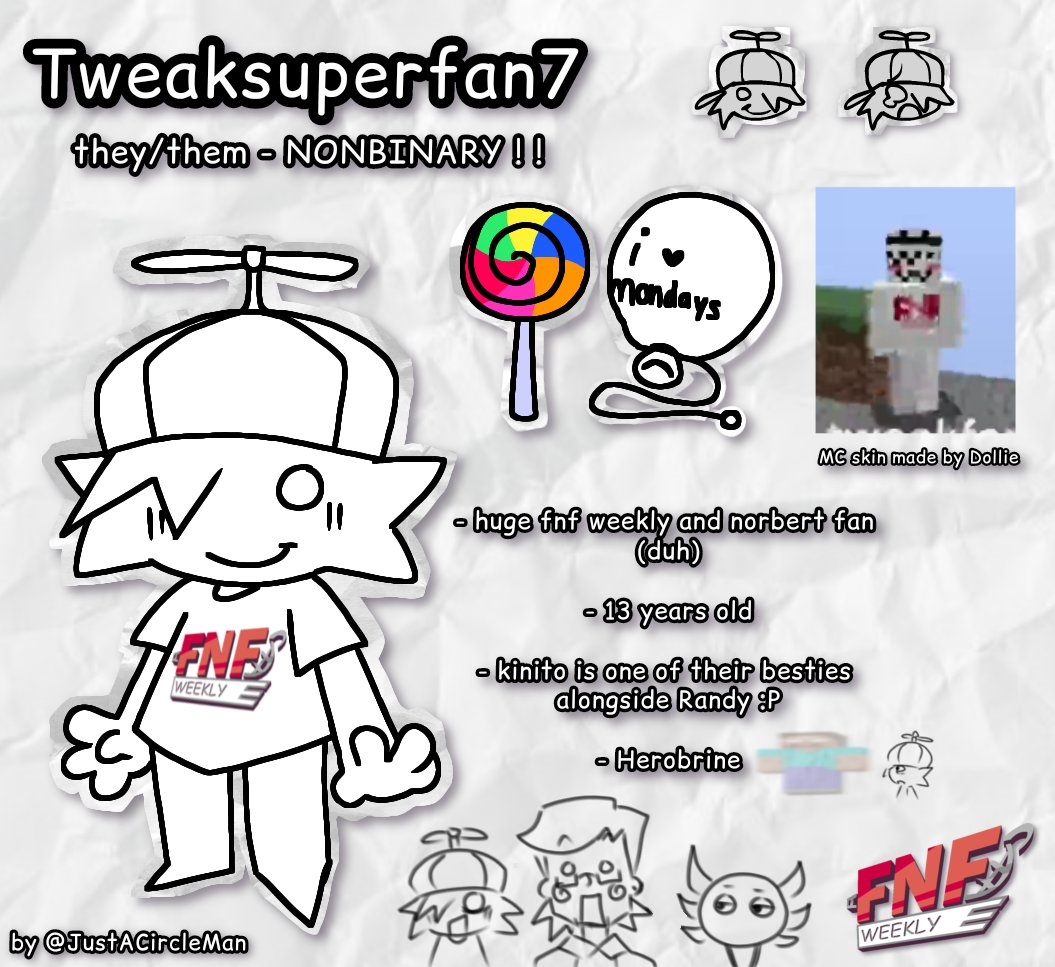 Tweaksuperfan7
they/them - NONBINARY ! !
i ♥
mondays
FNF
MC skin made by Dollie
- huge fnf weekly and norbert fan
(duh)
- 13 years old
- kinito is one of their besties
alongside Randy :P
- Herobrine
FNF
WEEKLY
FNF
WEEKLY
by @JustACircleMan